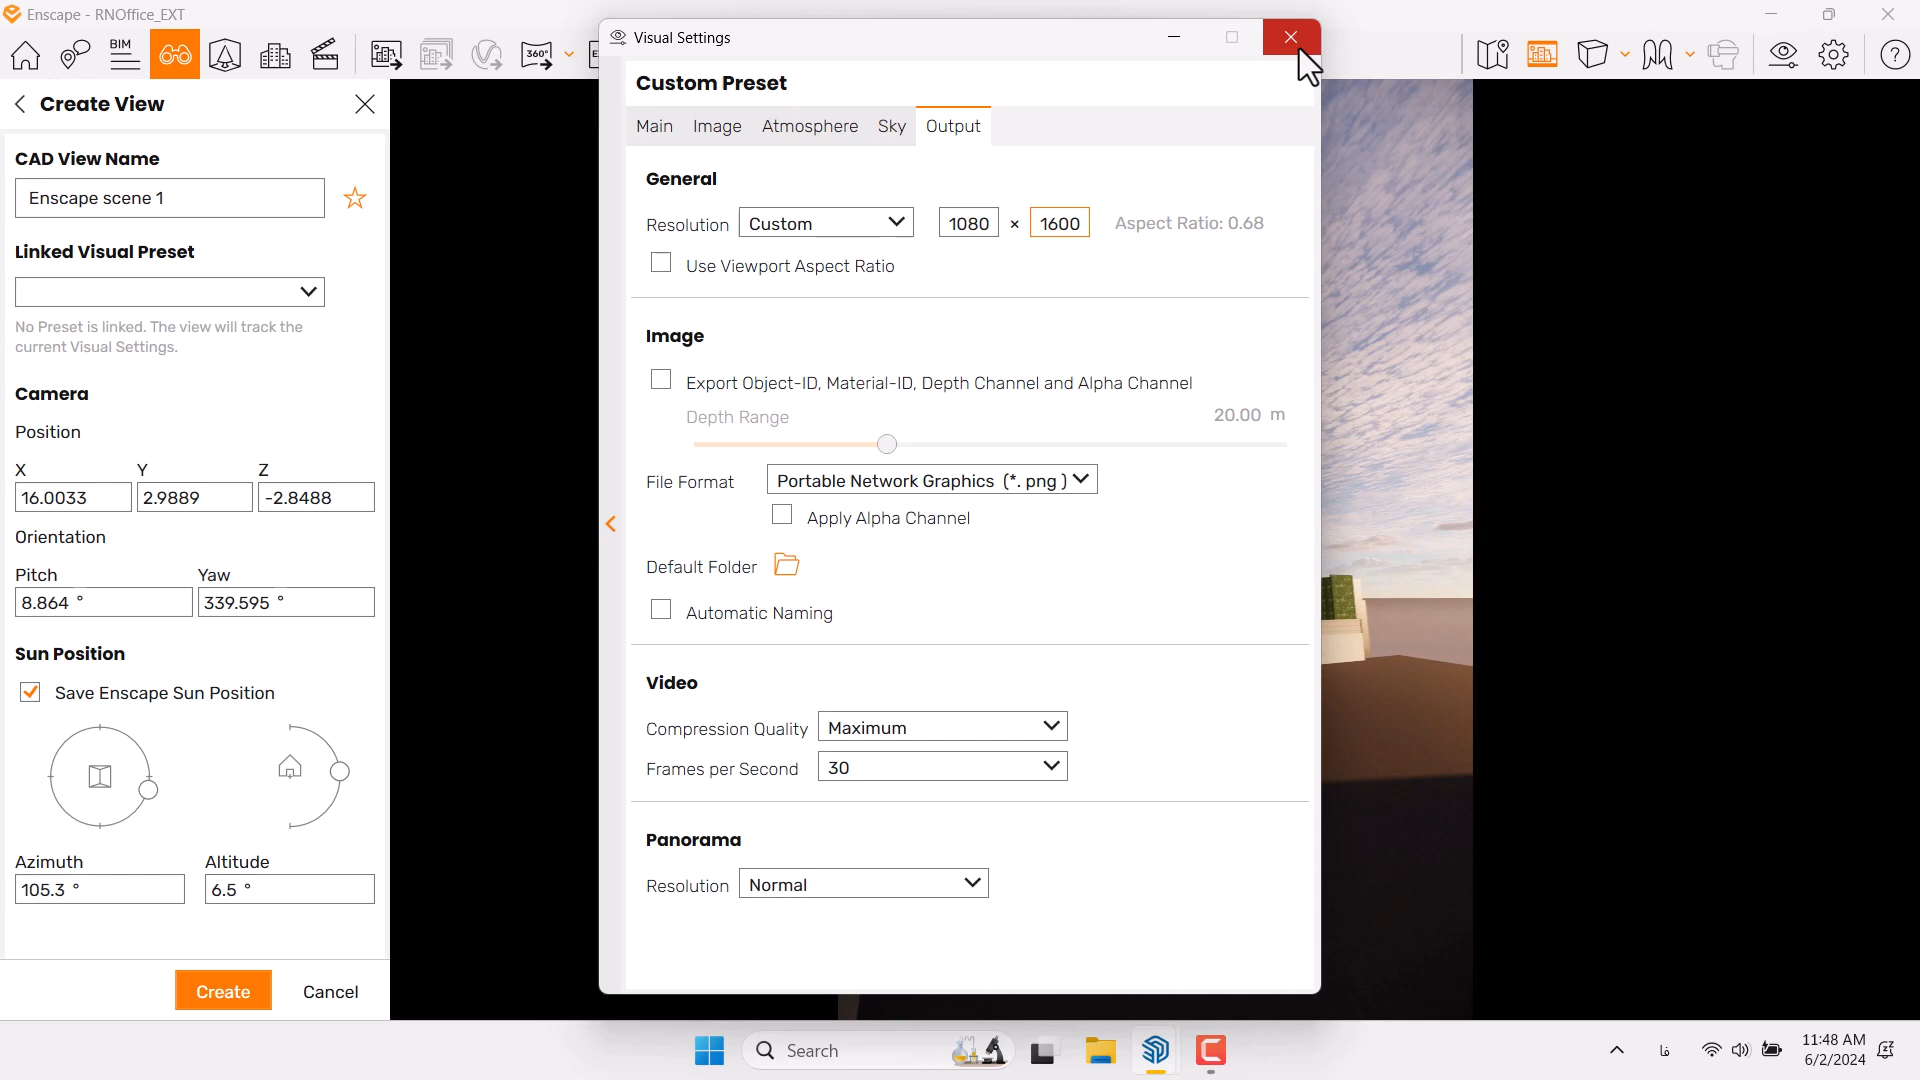 Enscape - RNOffice_EXT
BIM
360°
Create View
CAD View Name
Enscape scene 1
Linked Visual Preset
No Preset is linked. The view will track the
current Visual Settings.
Camera
Position
X Y Z
16.0033 2.9889 -2.8488
Orientation
Pitch Yaw
8.864 ° 339.595 °
Sun Position
Save Enscape Sun Position
Azimuth Altitude
105.3 ° 6.5 °
Create Cancel
Visual Settings
Custom Preset
Main Image Atmosphere Sky Output
General
Resolution Custom 1080 × 1600 Aspect Ratio: 0.68
Use Viewport Aspect Ratio
Image
Export Object-ID, Material-ID, Depth Channel and Alpha Channel
Depth Range 20.00 m
File Format Portable Network Graphics (*. png )
Apply Alpha Channel
Default Folder
Automatic Naming
Video
Compression Quality Maximum
Frames per Second 30
Panorama
Resolution Normal
Search
فا
11:48 AM
6/2/2024